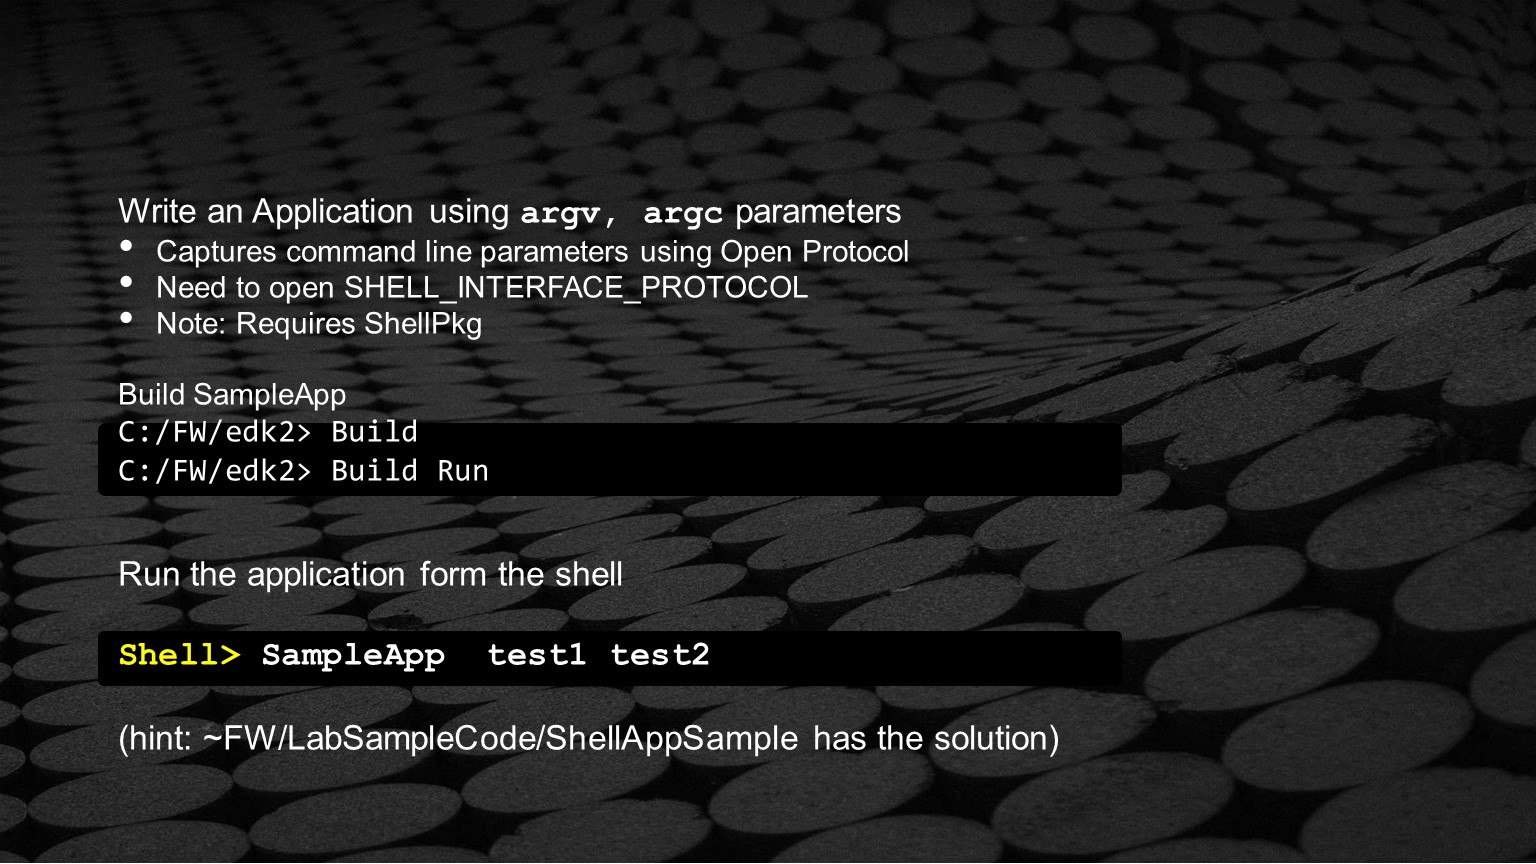 Write an Application using argv, argc parameters
• Captures command line parameters using Open Protocol
• Need to open SHELL_INTERFACE_PROTOCOL
• Note: Requires ShellPkg
Build SampleApp
C:/FW/edk2> Build
C:/FW/edk2> Build Run
Run the application form the shell
Shell> SampleApp test1 test2
(hint: ~FW/LabSampleCode/ShellAppSample has the solution)